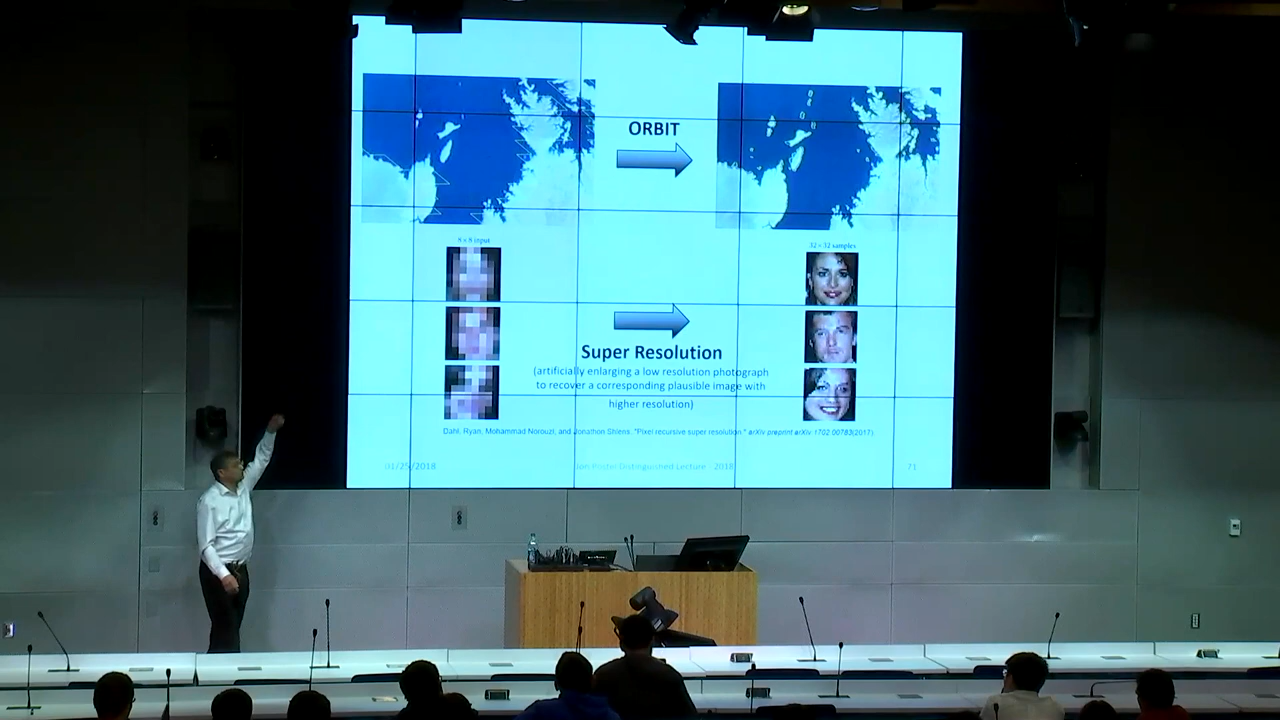 ORBIT
8 × 8 input
32 × 32 samples
Super Resolution
(artificially enlarging a low resolution photograph
to recover a corresponding plausible image with
higher resolution)
Dahl, Ryan, Mohammad Norouzi, and Jonathon Shlens. "Pixel recursive super resolution." arXiv preprint arXiv:1702.00783(2017).
01/25/2018
Jon Postel Distinguished Lecture 2018
71